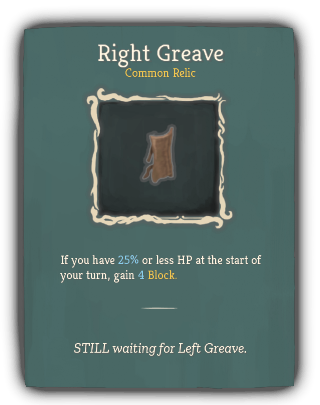 Right Greave
Common Relic
If you have 25% or less HP at the start of
your turn, gain 4 Block.
STILL waiting for Left Greave.